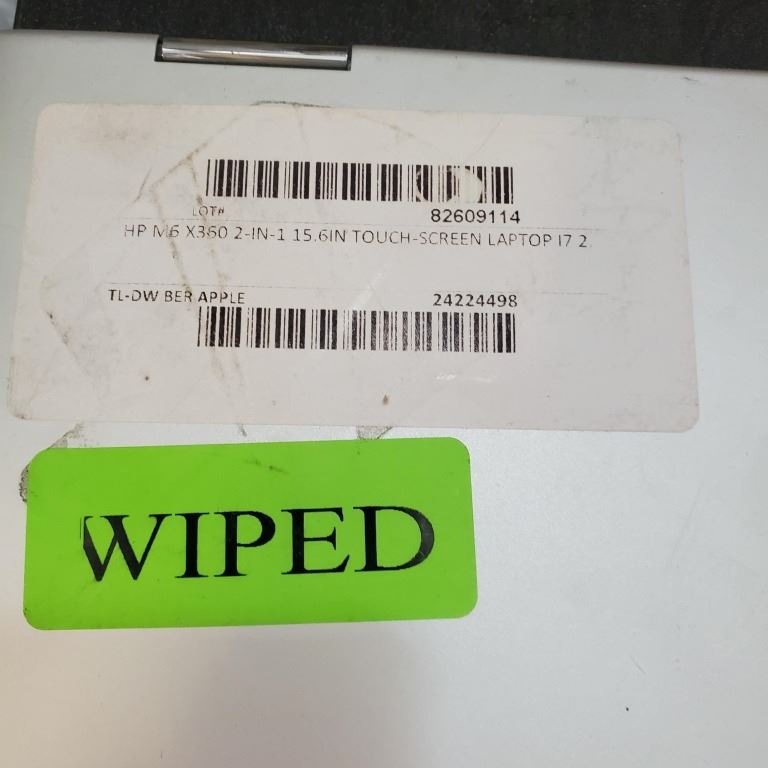 LOT# 82609114
HP M6 X360 2-IN-1 15.6IN TOUCH-SCREEN LAPTOP I7 2.
TL-DW BER APPLE 24224498
WIPED